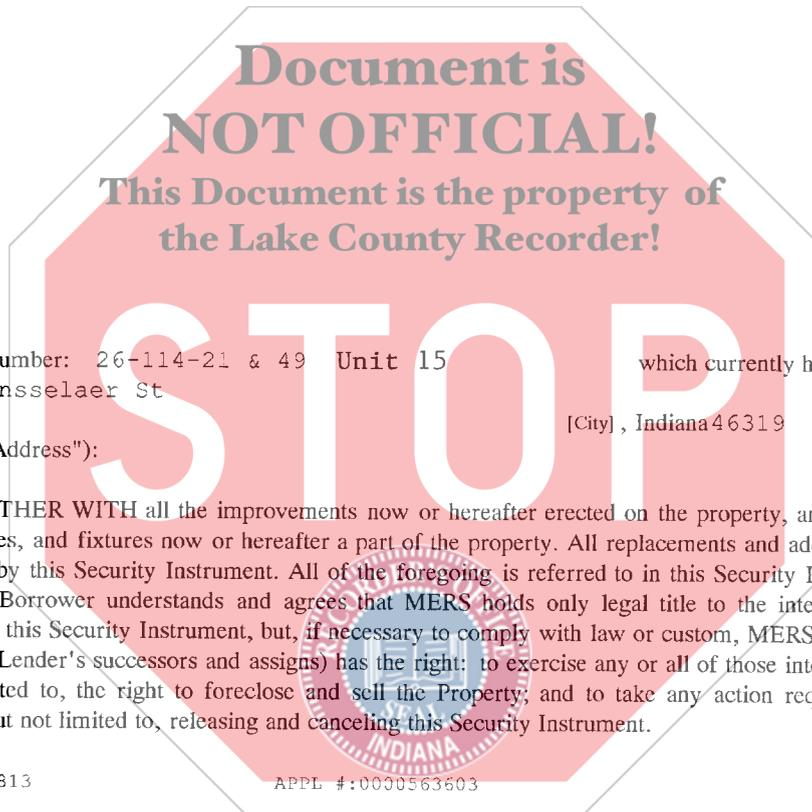 Document is
NOT OFFICIAL!
This Document is the property of
the Lake County Recorder!
STOP
umber: 26-114-21 & 49 Unit 15 which currently h
nsselaer St
[City] , Indiana 46319
Address"):
THER WITH all the improvements now or hereafter erected on the property, an
es, and fixtures now or hereafter a part of the property. All replacements and ad
by this Security Instrument. All of the foregoing is referred to in this Security I
Borrower understands and agrees that MERS holds only legal title to the inte
this Security Instrument, but, if necessary to comply with law or custom, MERS
Lender's successors and assigns) has the right: to exercise any or all of those int
ted to, the right to foreclose and sell the Property; and to take any action req
ut not limited to, releasing and canceling this Security Instrument.
SEAL
INDIANA
813 APPL #:0000563603